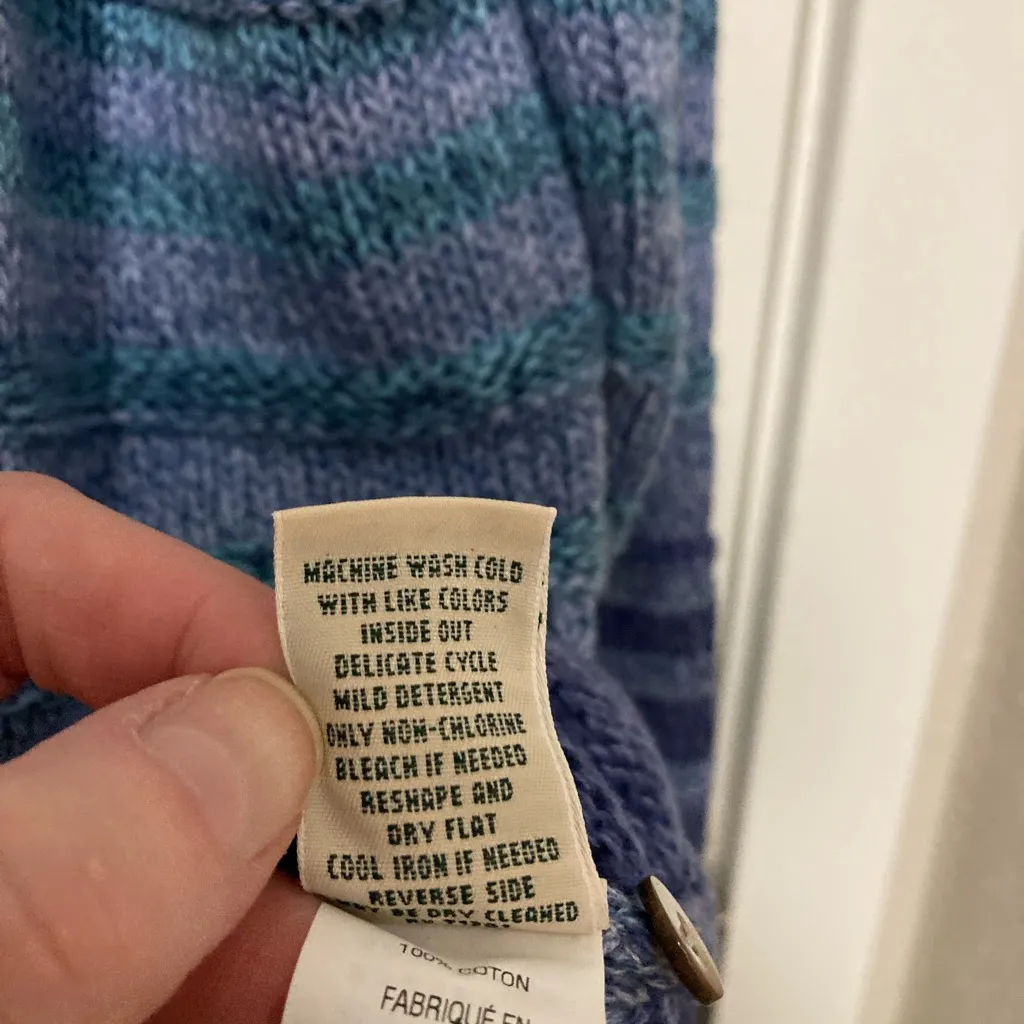 MACHINE WASH COLD
WITH LIKE COLORS
INSIDE OUT
DELICATE CYCLE
MILD DETERGENT
ONLY NON-CHLORINE
BLEACH IF NEEDED
RESHAPE AND
DRY FLAT
COOL IRON IF NEEDED
REVERSE SIDE
BE DRY CLEANED
100% COTON
FABRIQUÉ EN